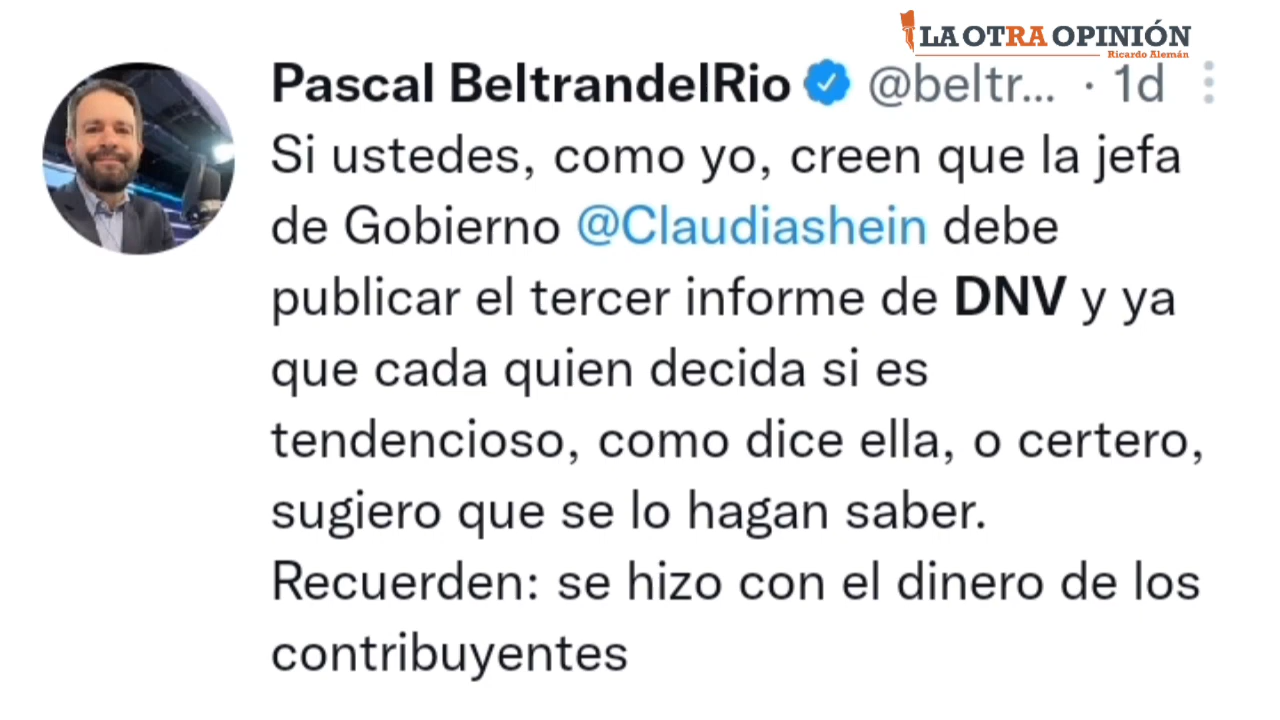 LA OTRA OPINIÓN
Ricardo Alemán
Pascal BeltrandelRio @beltr... · 1d
Si ustedes, como yo, creen que la jefa
de Gobierno @Claudiashein debe
publicar el tercer informe de DNV y ya
que cada quien decida si es
tendencioso, como dice ella, o certero,
sugiero que se lo hagan saber.
Recuerden: se hizo con el dinero de los
contribuyentes